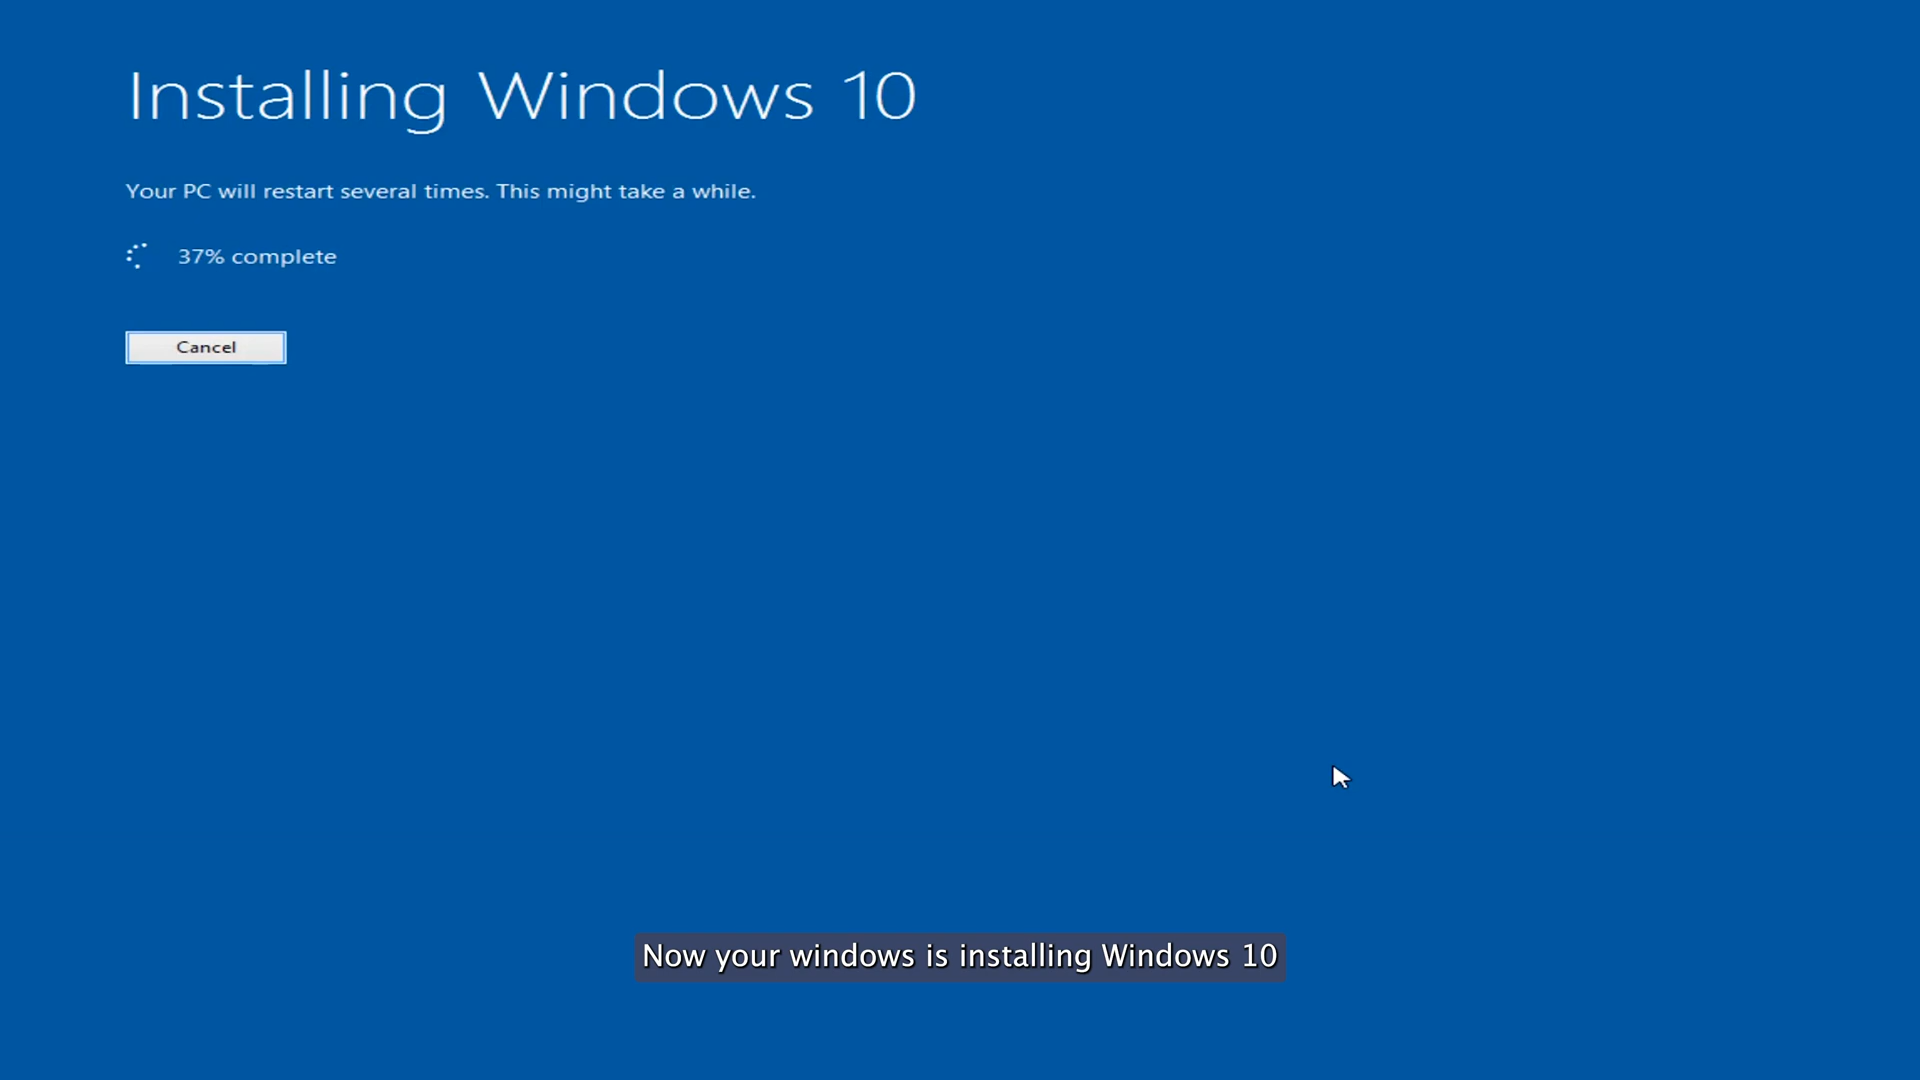 Installing Windows 10
Your PC will restart several times. This might take a while.
37% complete
Cancel
Now your windows is installing Windows 10